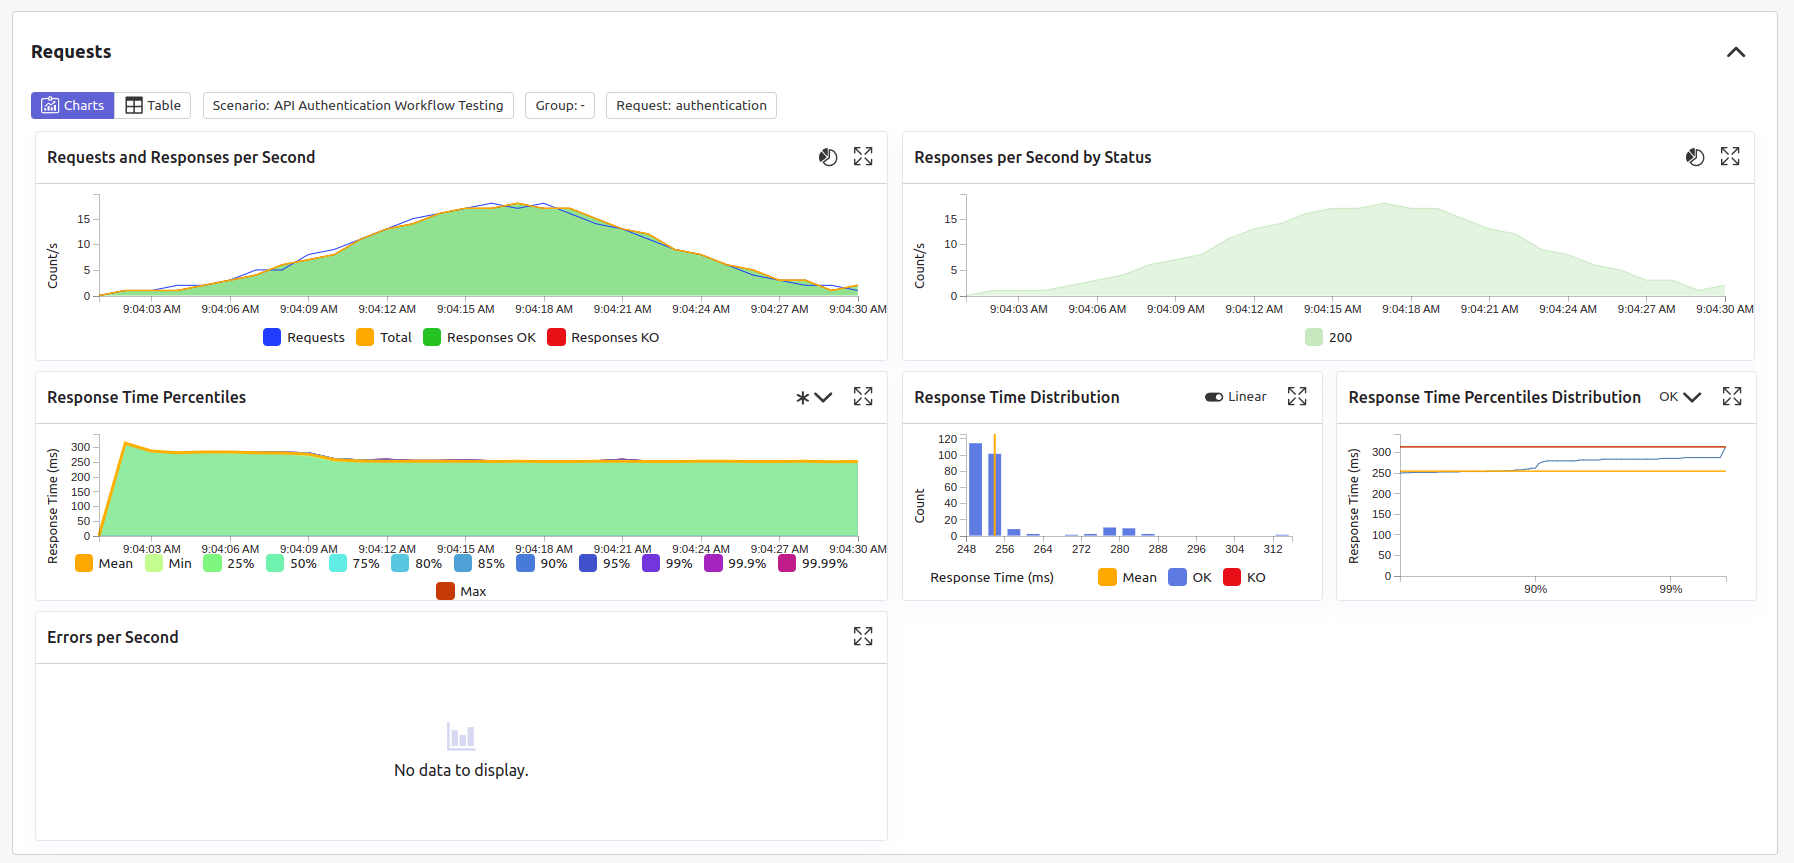 Requests
Charts Table Scenario: API Authentication Workflow Testing Group: - Request: authentication
Requests and Responses per Second
Count/s
15
10
5
0
9:04:03 AM 9:04:06 AM 9:04:09 AM 9:04:12 AM 9:04:15 AM 9:04:18 AM 9:04:21 AM 9:04:24 AM 9:04:27 AM 9:04:30 AM
Requests Total Responses OK Responses KO
Responses per Second by Status
Count/s
15
10
5
0
9:04:03 AM 9:04:06 AM 9:04:09 AM 9:04:12 AM 9:04:15 AM 9:04:18 AM 9:04:21 AM 9:04:24 AM 9:04:27 AM 9:04:30 AM
200
Response Time Percentiles
Response Time (ms)
300
250
200
150
100
50
0
9:04:03 AM 9:04:06 AM 9:04:09 AM 9:04:12 AM 9:04:15 AM 9:04:18 AM 9:04:21 AM 9:04:24 AM 9:04:27 AM 9:04:30 AM
Mean Min 25% 50% 75% 80% 85% 90% 95% 99% 99.9% 99.99%
Max
Response Time Distribution Linear
Count
120
100
80
60
40
20
0
248 256 264 272 280 288 296 304 312
Response Time (ms) Mean OK KO
Response Time Percentiles Distribution OK
Response Time (ms)
300
250
200
150
100
50
0
90% 99%
Errors per Second
No data to display.